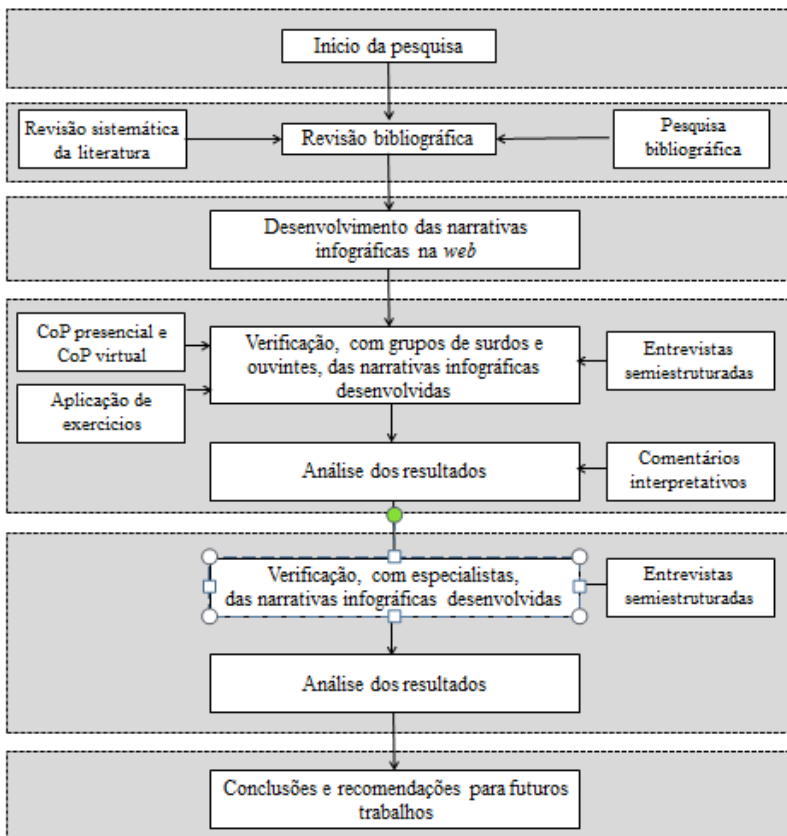 Início da pesquisa
Revisão sistemática
da literatura
Revisão bibliográfica
Pesquisa
bibliográfica
Desenvolvimento das narrativas
infográficas na web
CoP presencial e
CoP virtual
Aplicação de
exercicios
Verificação, com grupos de surdos e
ouvintes, das narrativas infográficas
desenvolvidas
Entrevistas
semiestruturadas
Análise dos resultados
Comentários
interpretativos
Verificação, com especialistas,
das narrativas infográficas desenvolvidas
Entrevistas
semiestruturadas
Análise dos resultados
Conclusões e recomendações para futuros
trabalhos